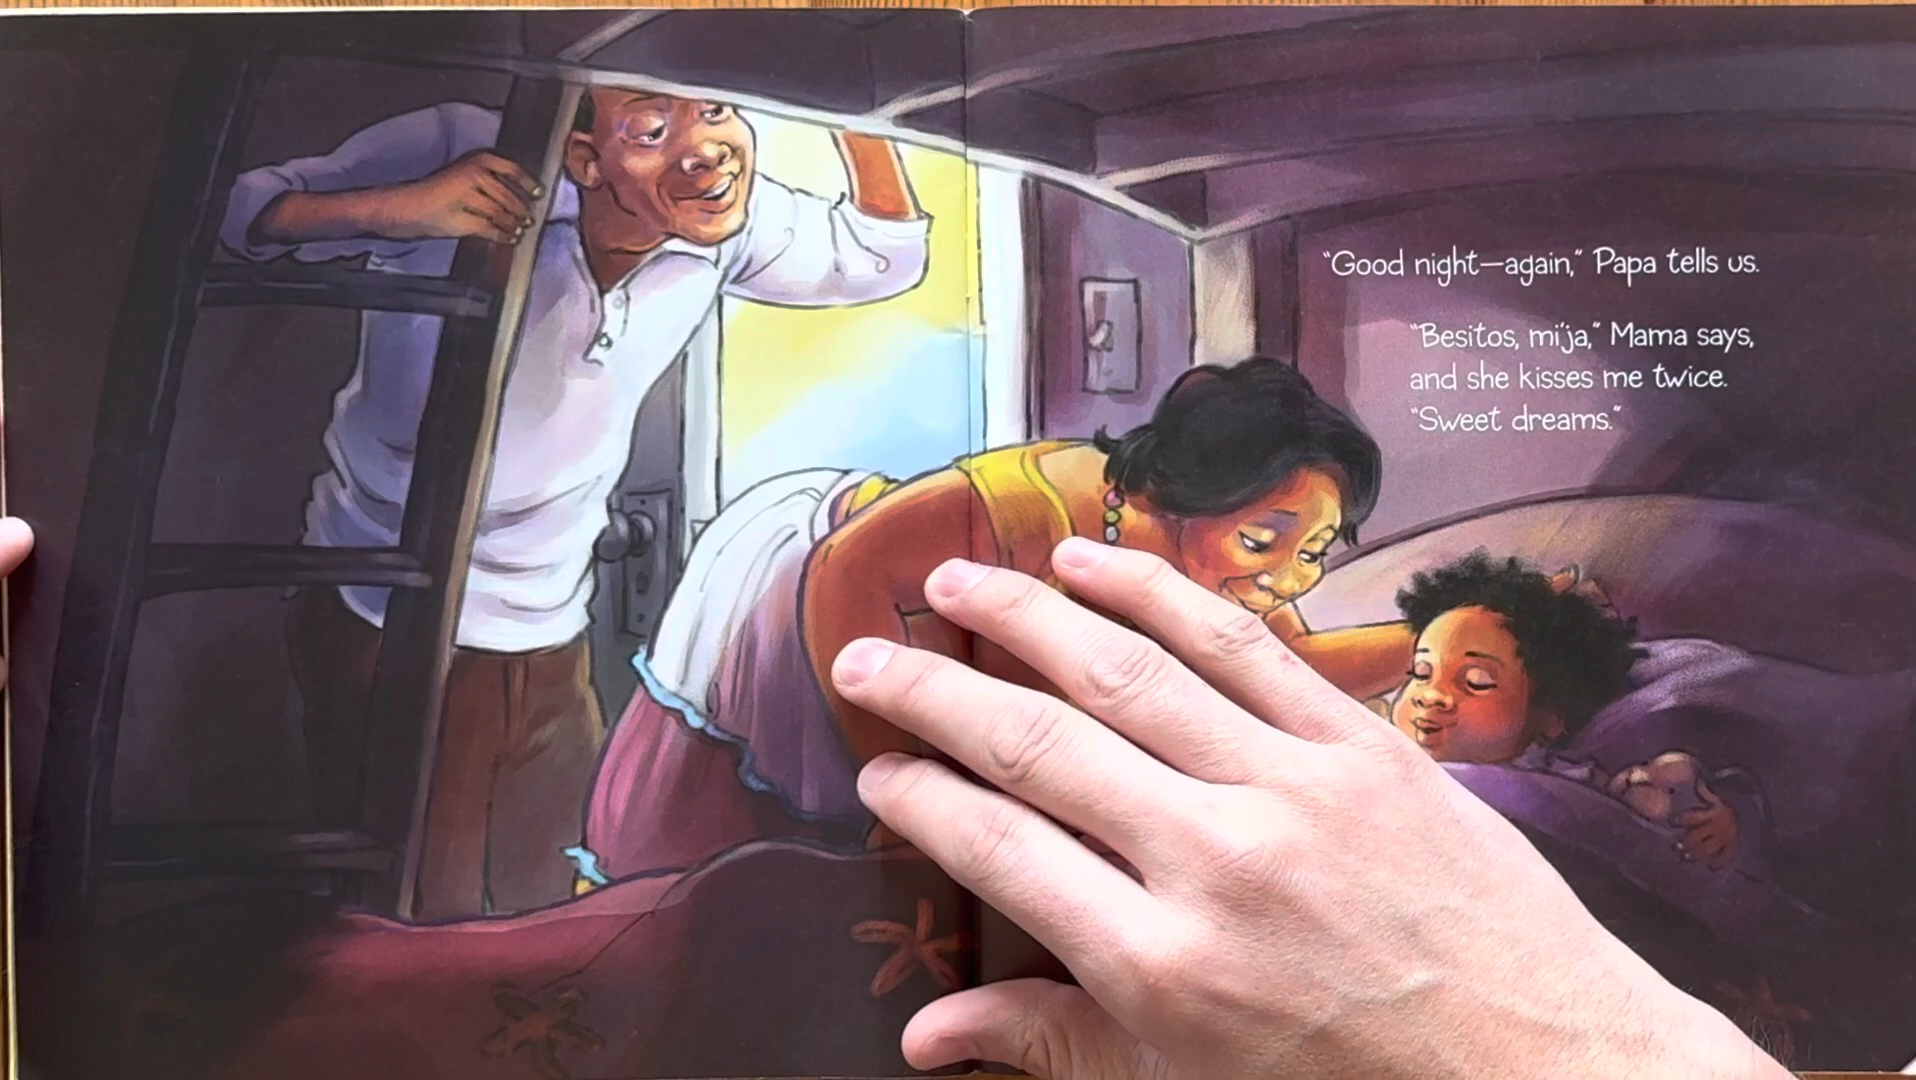 “Good night—again,” Papa tells us.
“Besitos, mi’ja,” Mama says,
and she kisses me twice.
“Sweet dreams.”